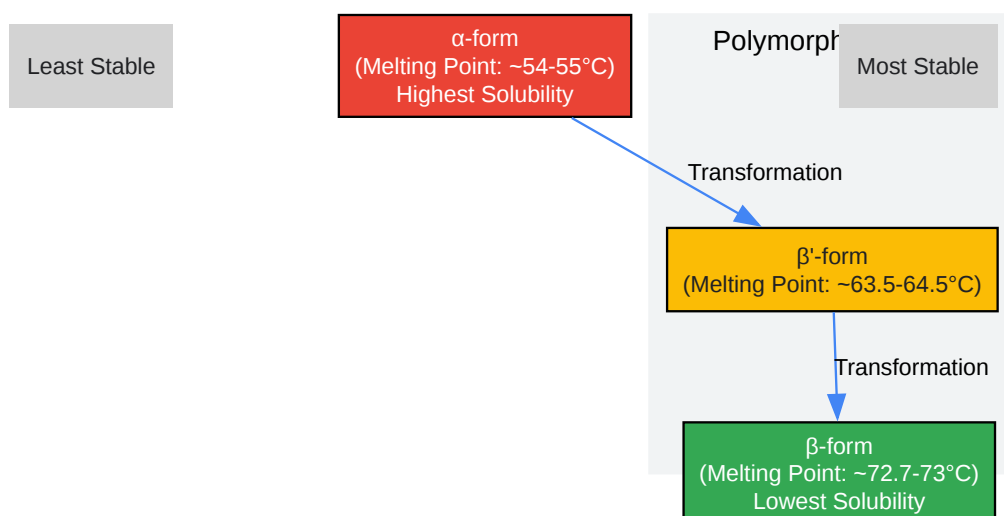 Least Stable
α-form
(Melting Point: ~54-55°C)
Highest Solubility
Polymorph
Most Stable
Transformation
β'-form
(Melting Point: ~63.5-64.5°C)
Transformation
β-form
(Melting Point: ~72.7-73°C)
Lowest Solubility